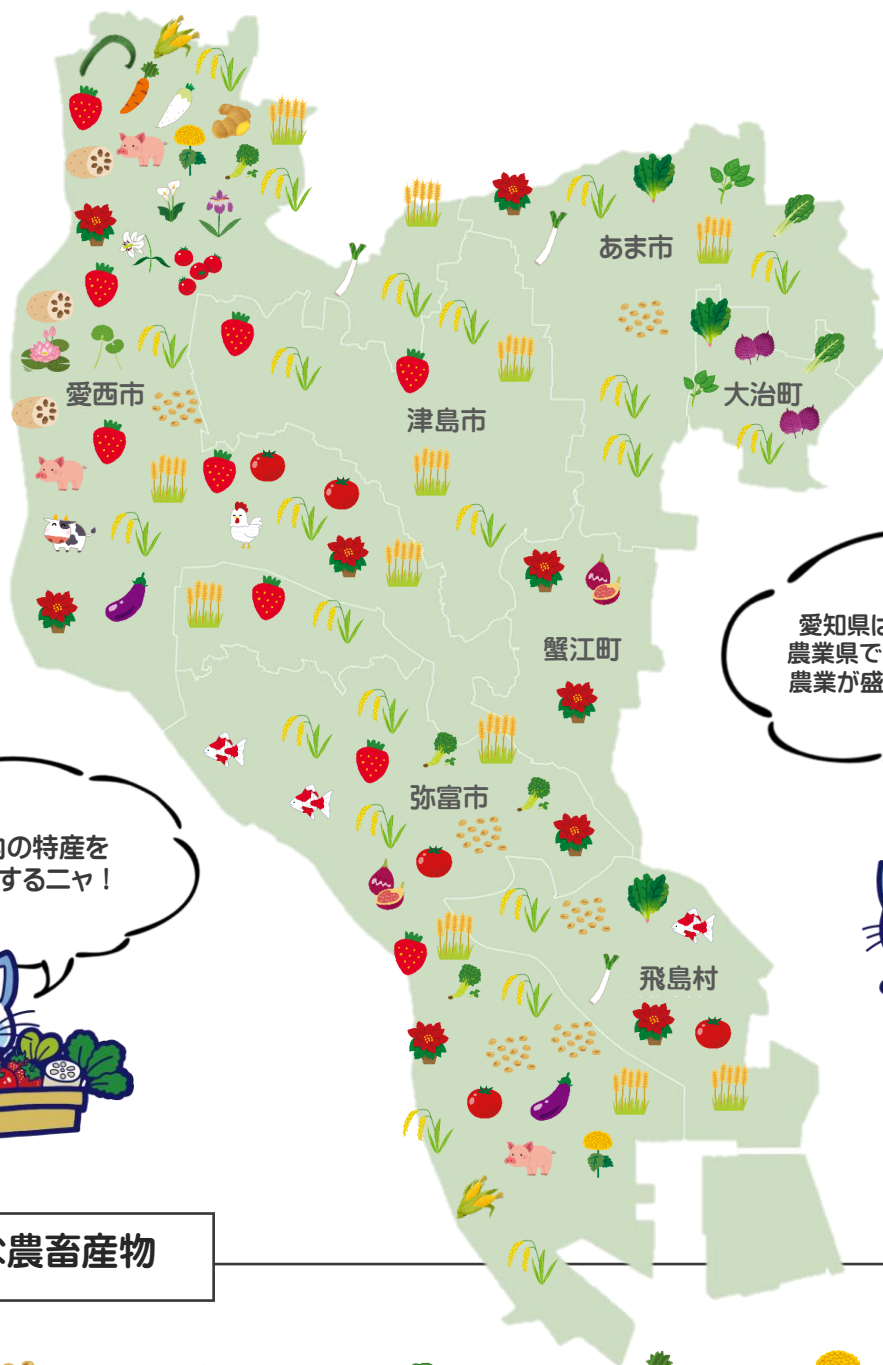 あま市
大治町
愛西市
津島市
愛知県は
農業県で
農業が盛
蟹江町
弥富市
の特産を
するニャ！
飛島村
農畜産物